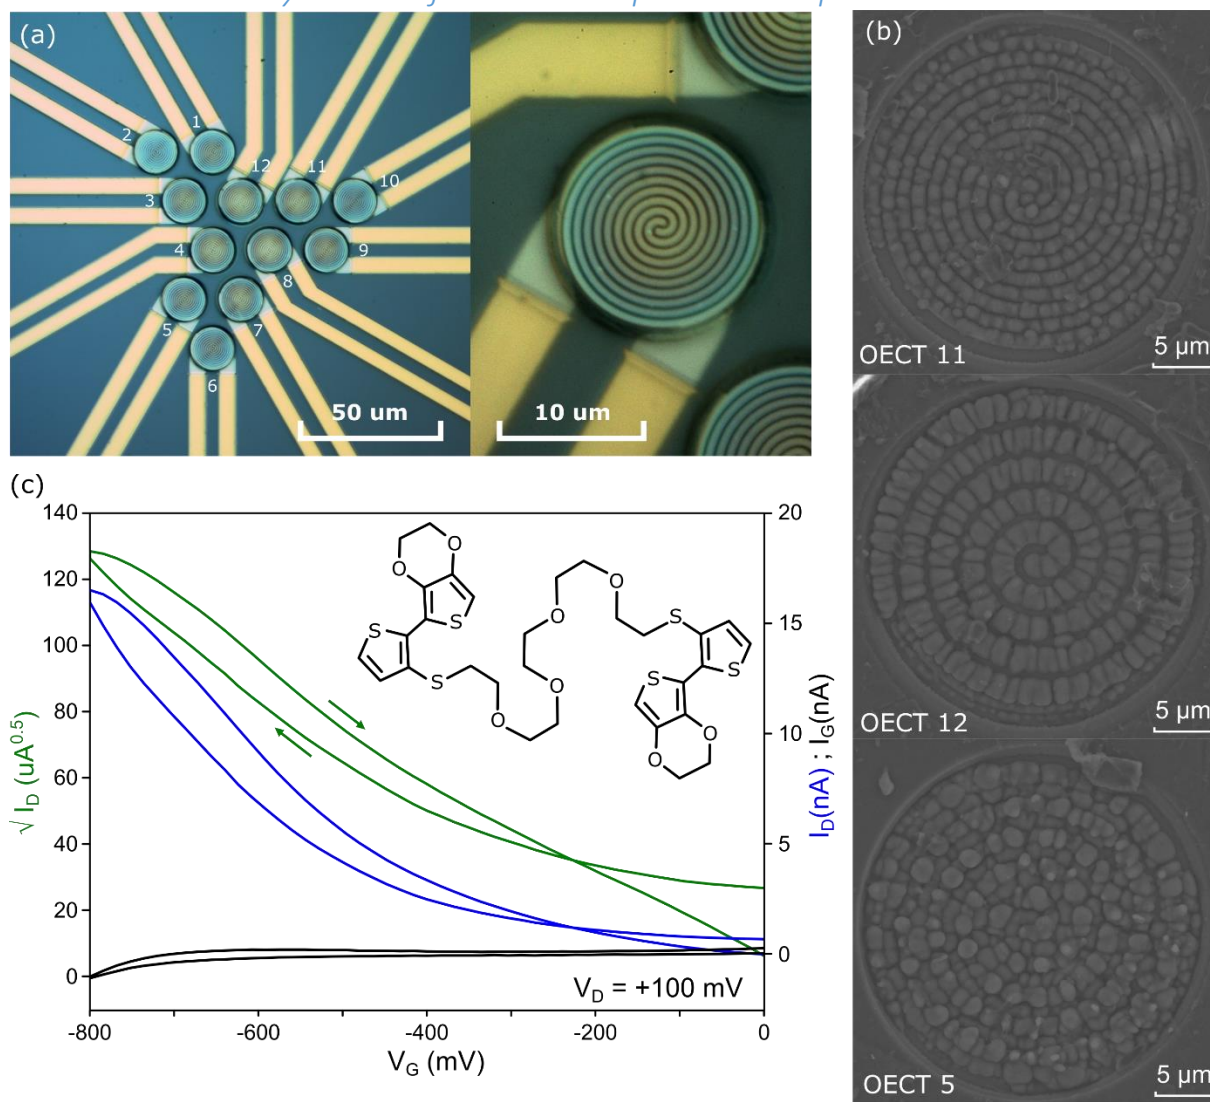 (a)
1
2
3
4
5
6
7
8
9
10
11
12
50 um
10 um
(b)
OECT 11
5 µm
OECT 12
5 µm
OECT 5
5 µm
(c)
140
120
100
80
60
40
20
0
√ I_D (uA^0.5)
20
15
10
5
0
I_D(nA) ; I_G(nA)
-800
-600
-400
-200
0
V_G (mV)
V_D = +100 mV
O
O
S
S
S
O
O
O
O
S
S
S
O
O